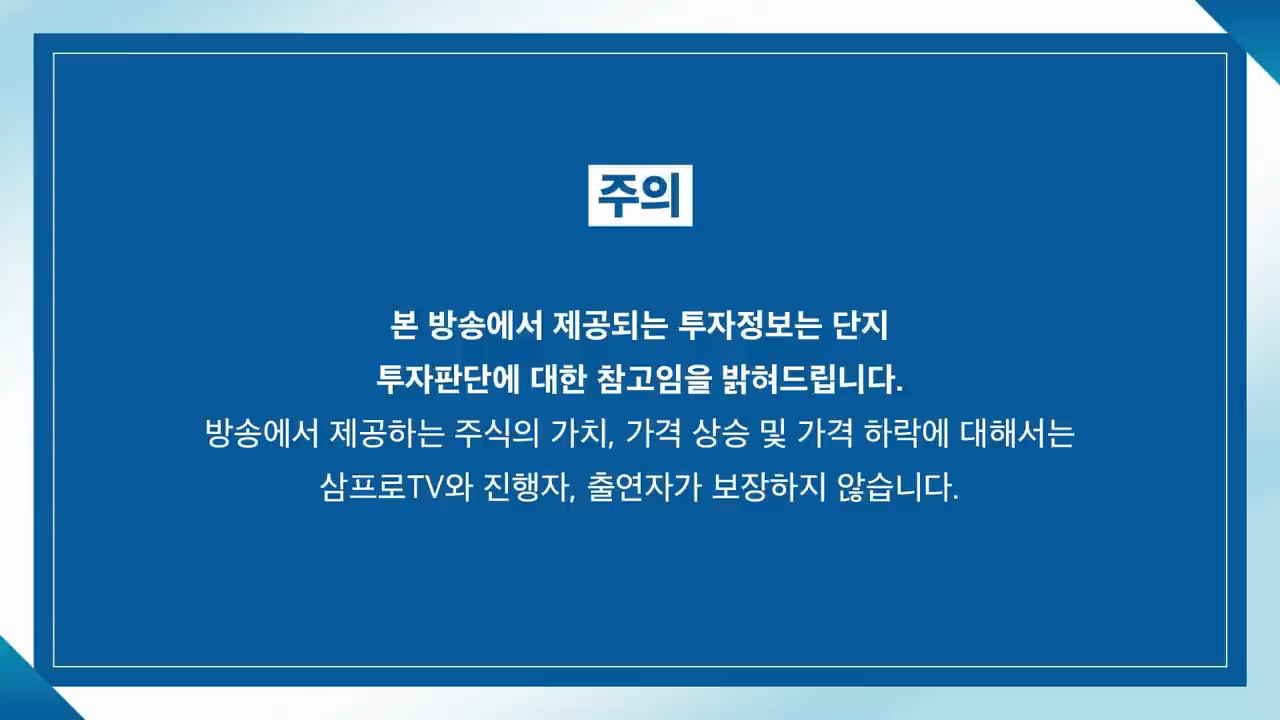 주의
본 방송에서 제공되는 투자정보는 단지
투자판단에 대한 참고임을 밝혀드립니다.
방송에서 제공하는 주식의 가치, 가격 상승 및 가격 하락에 대해서는
삼프로TV와 진행자, 출연자가 보장하지 않습니다.